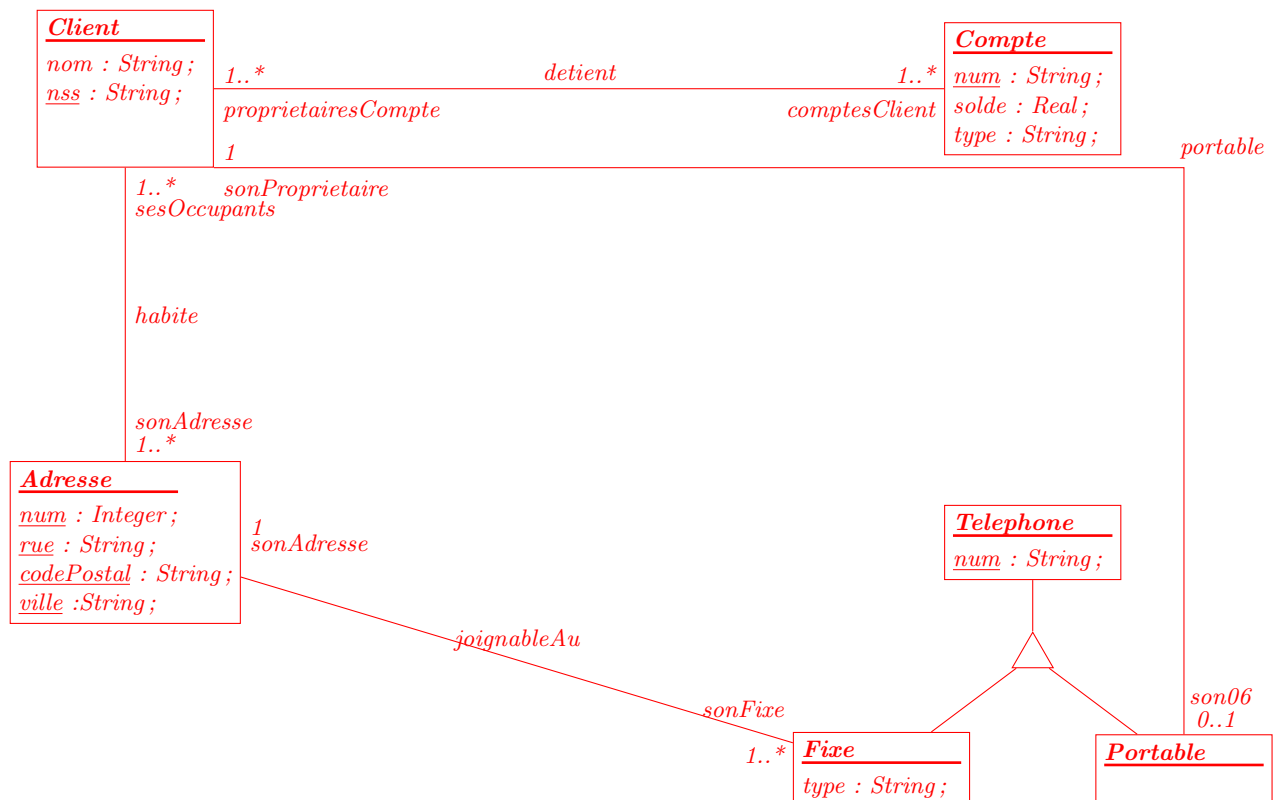 Client
nom : String ;
nss : String ;
1..*
detient
1..*
proprietairesCompte
comptesClient
Compte
num : String ;
solde : Real ;
type : String ;
1
portable
sonProprietaire
1..*
sesOccupants
habite
sonAdresse
1..*
Adresse
num : Integer ;
rue : String ;
codePostal : String ;
ville :String ;
1
sonAdresse
joignableAu
sonFixe
1..*
Telephone
num : String ;
son06
0..1
Fixe
type : String ;
Portable